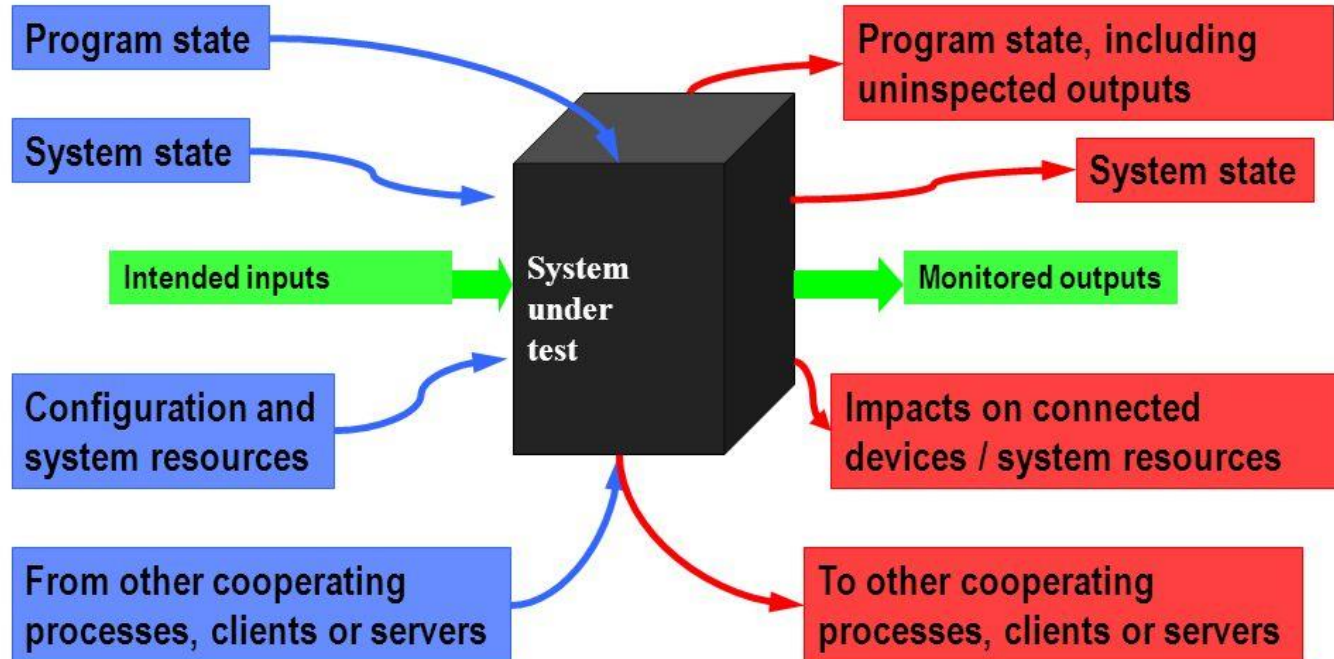 Program state
System state
Intended inputs
Configuration and
system resources
From other cooperating
processes, clients or servers
System
under
test
Program state, including
uninspected outputs
System state
Monitored outputs
Impacts on connected
devices / system resources
To other cooperating
processes, clients or servers